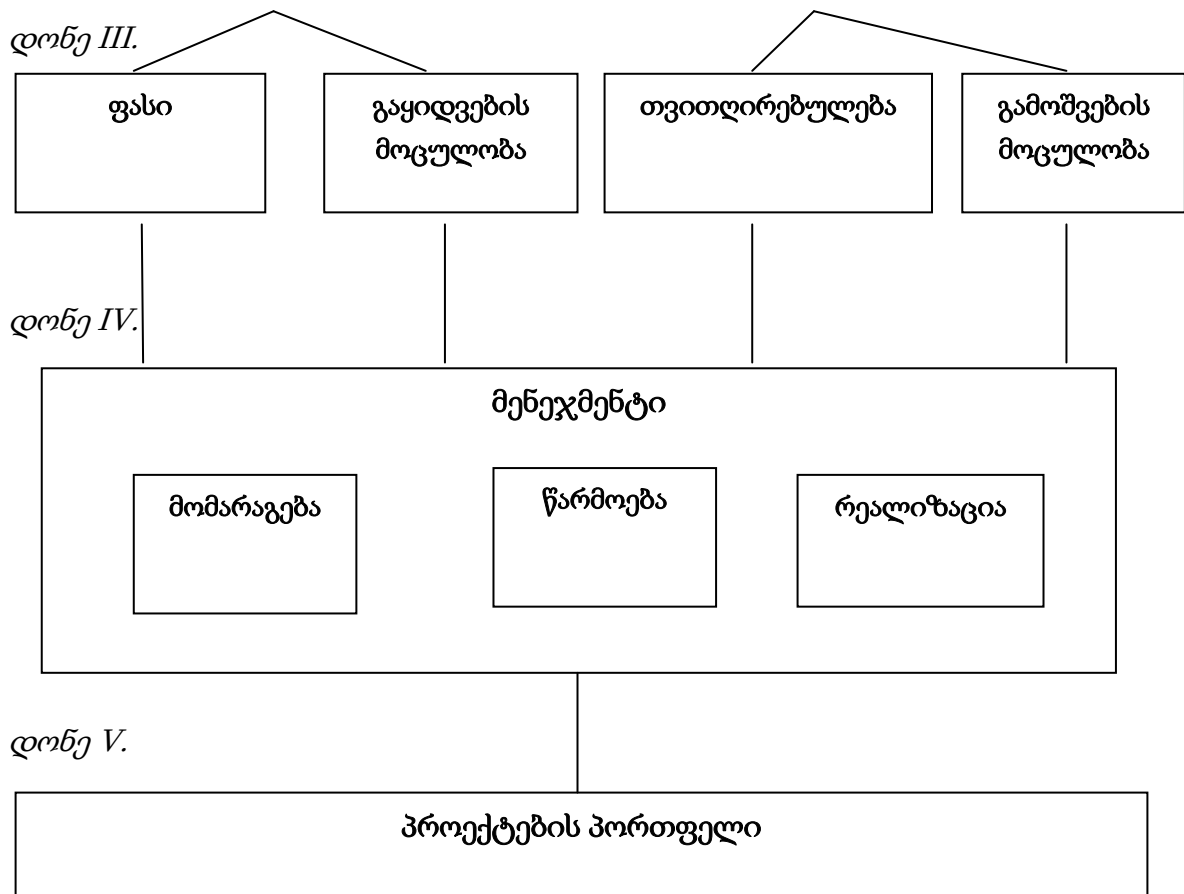 დონე III.
ფასი
გაყიდვების
მოცულობა
თვითღირებულება
გამოშვების
მოცულობა
დონე IV.
მენეჯმენტი
მომარაგება
წარმოება
რეალიზაცია
დონე V.
პროექტების პორთფელი